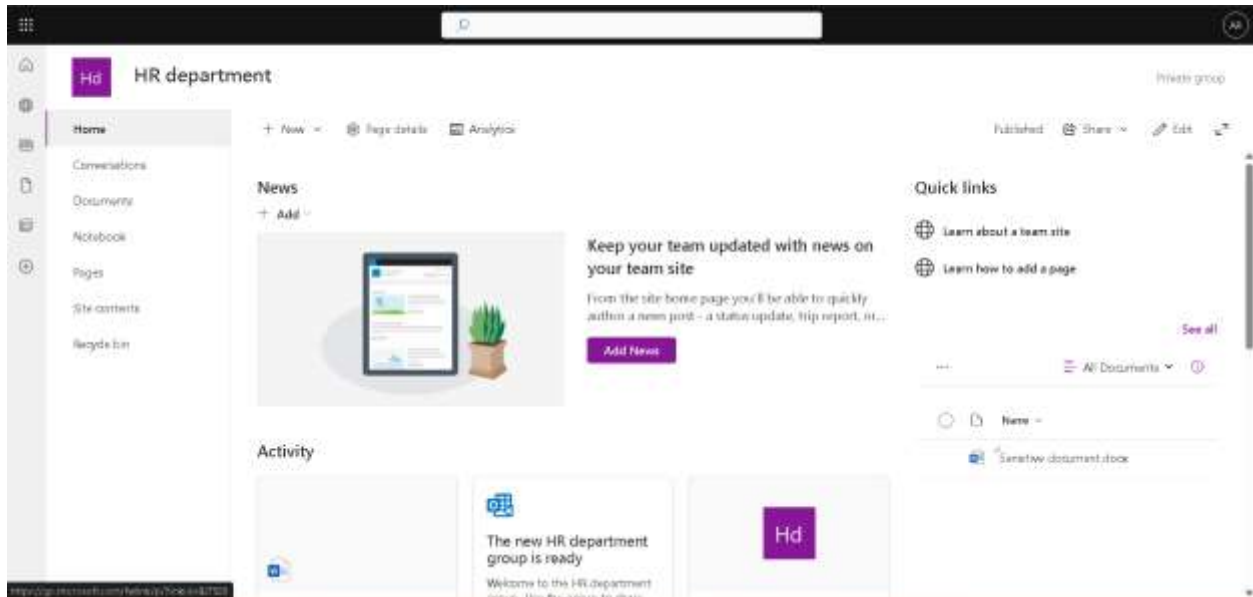 AR
Hd
HR department
Private group
Home
Conversations
Documents
Notebook
Pages
Site contents
Recycle bin
+ New
Page details
Analytics
Published
Share
Edit
News
+ Add
Keep your team updated with news on
your team site
From the site home page you'll be able to quickly
author a news post - a status update, trip report, or...
Add News
Quick links
Learn about a team site
Learn how to add a page
See all
...
All Documents
Name
Sensitive document.docx
Activity
The new HR department
group is ready
Welcome to the HR department
Hd